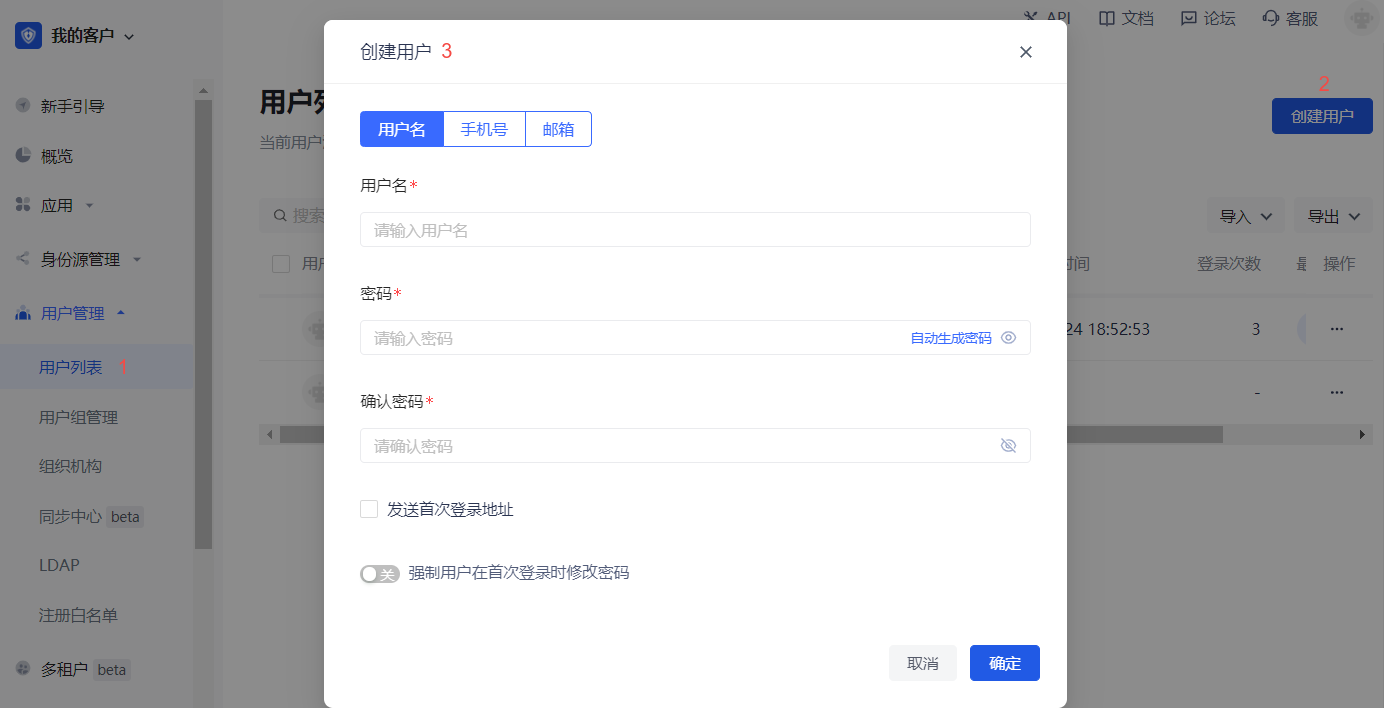 我的客户
API 文档 论坛 客服
新手引导
概览
应用
身份源管理
用户管理
用户列表 1
用户组管理
组织机构
同步中心 beta
LDAP
注册白名单
多租户 beta
用户列
当前用户
2
创建用户
搜索
导入 导出
用户
时间 登录次数 最 操作
24 18:52:53 3 ...
- ...
创建用户 3
用户名 手机号 邮箱
用户名*
请输入用户名
密码*
请输入密码 自动生成密码
确认密码*
请确认密码
发送首次登录地址
关 强制用户在首次登录时修改密码
取消 确定